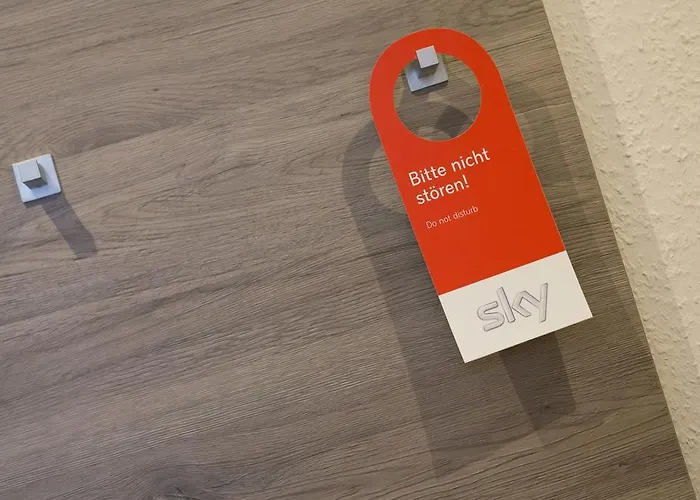 Bitte nicht
stören!
Do not disturb
sky